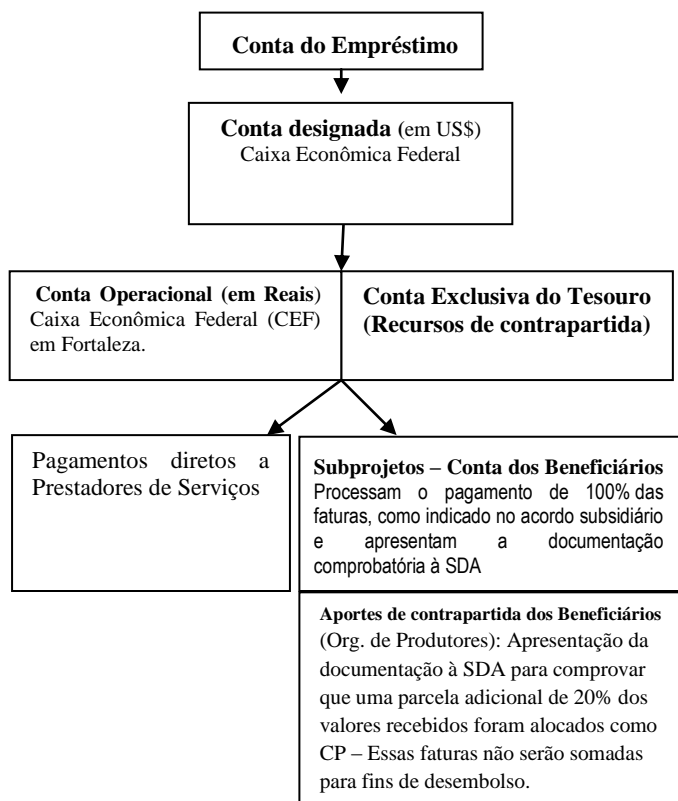 Conta do Empréstimo
Conta designada (em US$)
Caixa Econômica Federal
Conta Operacional (em Reais)
Caixa Econômica Federal (CEF)
em Fortaleza.
Conta Exclusiva do Tesouro
(Recursos de contrapartida)
Pagamentos diretos a
Prestadores de Serviços
Subprojetos – Conta dos Beneficiários
Processam o pagamento de 100% das
faturas, como indicado no acordo subsidiário
e apresentam a documentação
comprobatória à SDA
Aportes de contrapartida dos Beneficiários
(Org. de Produtores): Apresentação da
documentação à SDA para comprovar
que uma parcela adicional de 20% dos
valores recebidos foram alocados como
CP – Essas faturas não serão somadas
para fins de desembolso.